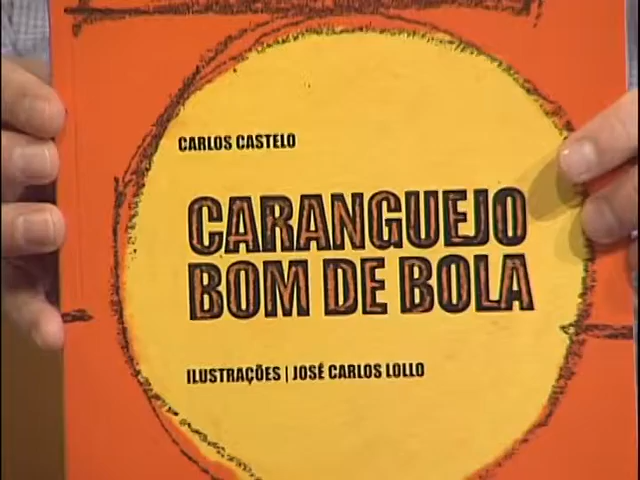 CARLOS CASTELO
CARANGUEJO
BOM DE BOLA
ILUSTRAÇÕES | JOSÉ CARLOS LOLLO